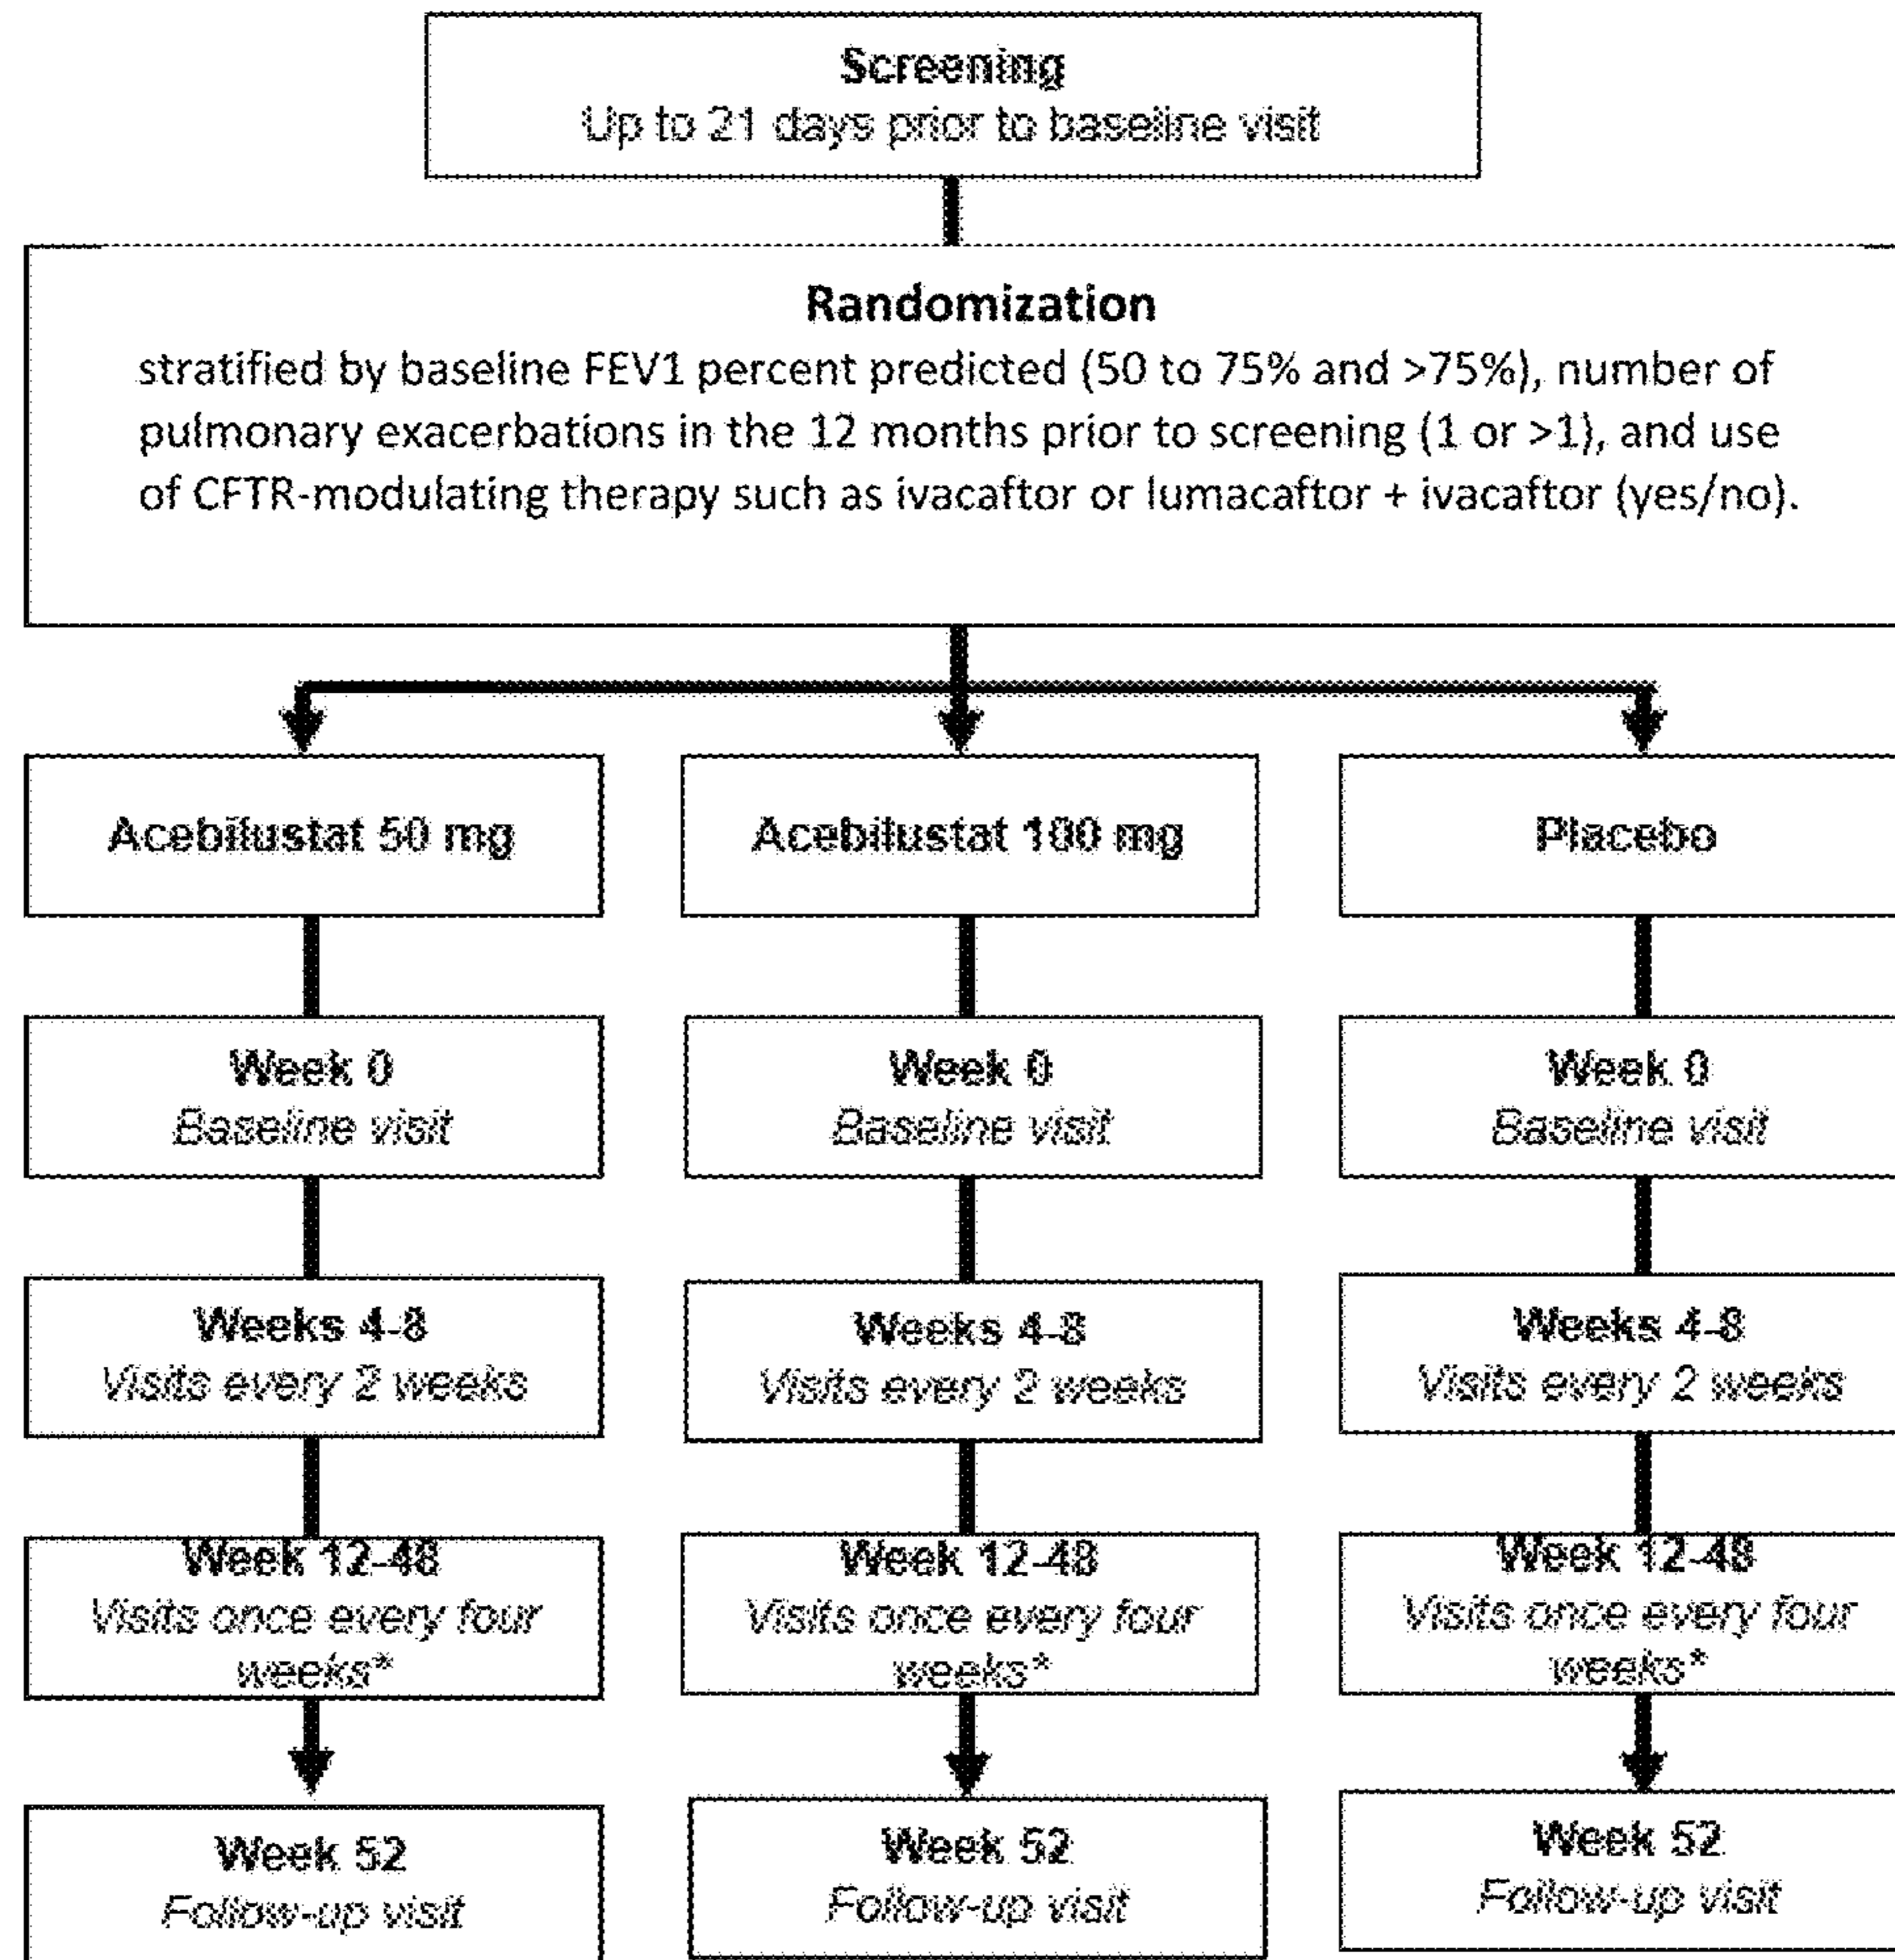 Screening
Up to 21 days prior to baseline visit
Randomization
stratified by baseline FEV1 percent predicted (50 to 75% and >75%), number of
pulmonary exacerbations in the 12 months prior to screening (1 or >1), and use
of CFTR-modulating therapy such as ivacaftor or lumacaftor + ivacaftor (yes/no).
Acebilustat 50 mg
Acebilustat 100 mg
Placebo
Week 0
Baseline visit
Week 0
Baseline visit
Week 0
Baseline visit
Weeks 4-8
Visits every 2 weeks
Weeks 4-8
Visits every 2 weeks
Weeks 4-8
Visits every 2 weeks
Week 12-48
Visits once every four
weeks*
Week 12-48
Visits once every four
weeks*
Week 12-48
Visits once every four
weeks*
Week 52
Follow-up visit
Week 52
Follow-up visit
Week 52
Follow-up visit